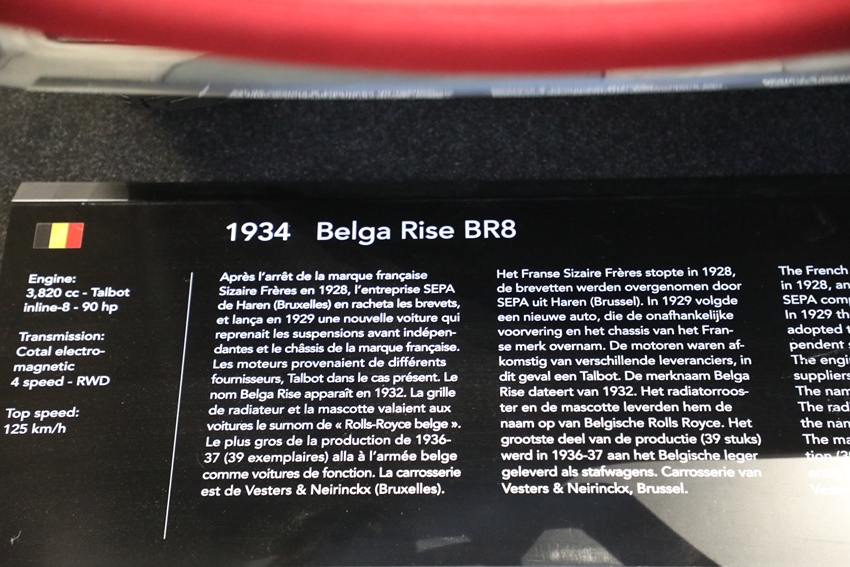 1934 Belga Rise BR8
Engine:
3,820 cc - Talbot
inline-8 - 90 hp
Transmission:
Cotal electro-
magnetic
4 speed - RWD
Top speed:
125 km/h
Après l'arrêt de la marque française
Sizaire Frères en 1928, l'entreprise SEPA
de Haren (Bruxelles) en racheta les brevets,
et lança en 1929 une nouvelle voiture qui
reprenait les suspensions avant indépen-
dantes et le châssis de la marque française.
Les moteurs provenaient de différents
fournisseurs, Talbot dans le cas présent. Le
nom Belga Rise apparaît en 1932. La grille
de radiateur et la mascotte valaient aux
voitures le surnom de « Rolls-Royce belge ».
Le plus gros de la production de 1936-
37 (39 exemplaires) alla à l'armée belge
comme voitures de fonction. La carrosserie
est de Vesters & Neirinckx (Bruxelles).
Het Franse Sizaire Frères stopte in 1928,
de brevetten werden overgenomen door
SEPA uit Haren (Brussel). In 1929 volgde
een nieuwe auto, die de onafhankelijke
voorvering en het chassis van het Fran-
se merk overnam. De motoren waren af-
komstig van verschillende leveranciers, in
dit geval een Talbot. De merknaam Belga
Rise dateert van 1932. Het radiatorroos-
ter en de mascotte leverden hem de
naam op van Belgische Rolls Royce. Het
grootste deel van de productie (39 stuks)
werd in 1936-37 aan het Belgische leger
geleverd als stafwagens. Carrosserie van
Vesters & Neirinckx, Brussel.
The French
in 1928, an
SEPA com
In 1929 th
adopted t
pendent s
The engi
suppliers
The nam
The rad
the nam
The ma
tion (3